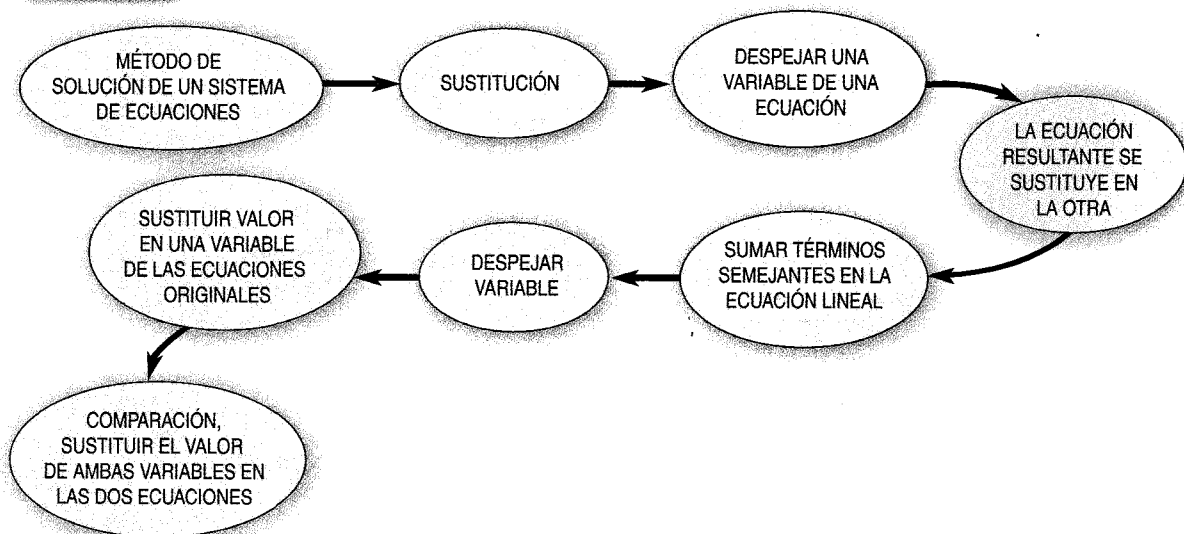 MÉTODO DE
SOLUCIÓN DE UN SISTEMA
DE ECUACIONES
SUSTITUCIÓN
DESPEJAR UNA
VARIABLE DE UNA
ECUACIÓN
LA ECUACIÓN
RESULTANTE SE
SUSTITUYE EN
LA OTRA
SUMAR TÉRMINOS
SEMEJANTES EN LA
ECUACIÓN LINEAL
DESPEJAR
VARIABLE
SUSTITUIR VALOR
EN UNA VARIABLE
DE LAS ECUACIONES
ORIGINALES
COMPARACIÓN,
SUSTITUIR EL VALOR
DE AMBAS VARIABLES EN
LAS DOS ECUACIONES